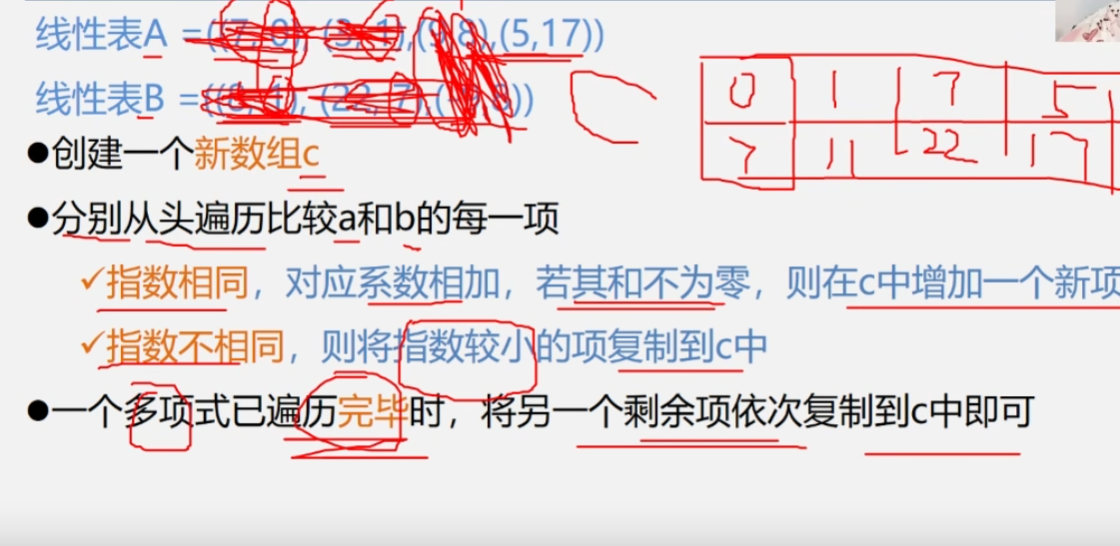 线性表A =((7,0),(3,1),(9,8),(5,17))
线性表B =((8,1),(22,7),(
●创建一个新数组c
0 1 7 5
7 11 22 17
●分别从头遍历比较a和b的每一项
✓指数相同，对应系数相加，若其和不为零，则在c中增加一个新项
✓指数不相同，则将指数较小的项复制到c中
●一个多项式已遍历完毕时，将另一个剩余项依次复制到c中即可